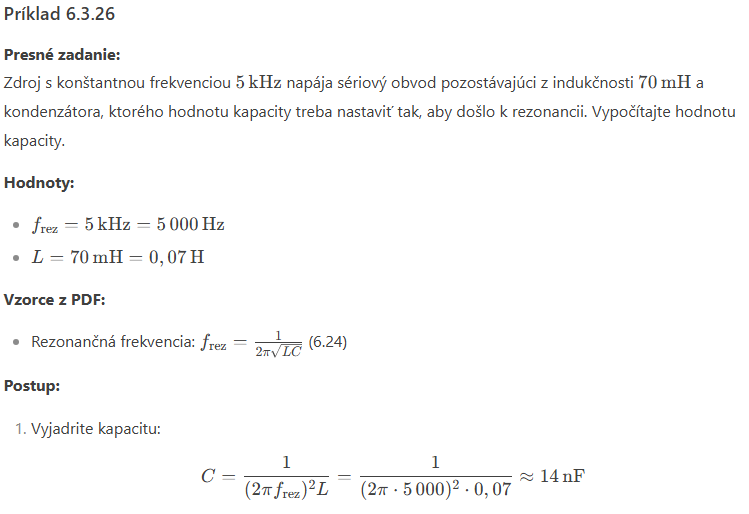 Príklad 6.3.26
Presné zadanie:
Zdroj s konštantnou frekvenciou 5 kHz napája sériový obvod pozostávajúci z indukčnosti 70 mH a
kondenzátora, ktorého hodnotu kapacity treba nastaviť tak, aby došlo k rezonancii. Vypočítajte hodnotu
kapacity.
Hodnoty:
• f_rez = 5 kHz = 5 000 Hz
• L = 70 mH = 0, 07 H
Vzorce z PDF:
• Rezonančná frekvencia: f_rez = 1/(2π√(LC)) (6.24)
Postup:
1. Vyjadrite kapacitu:
C = 1/((2πf_rez)²L) = 1/((2π · 5 000)² · 0, 07) ≈ 14 nF